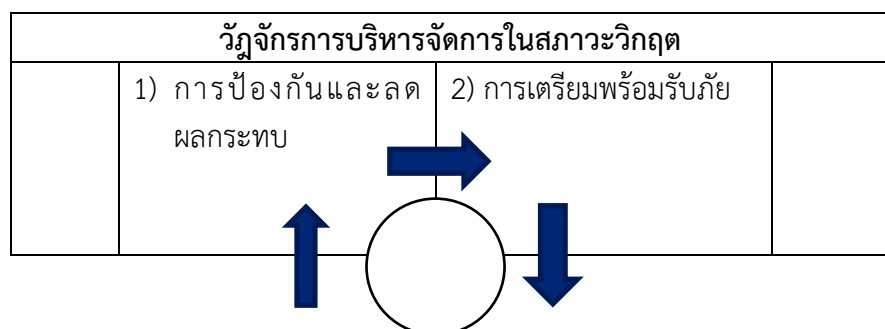 วัฎจักรการบริหารจัดการในสภาวะวิกฤต
1) การป้องกันและลด
ผลกระทบ
2) การเตรียมพร้อมรับภัย